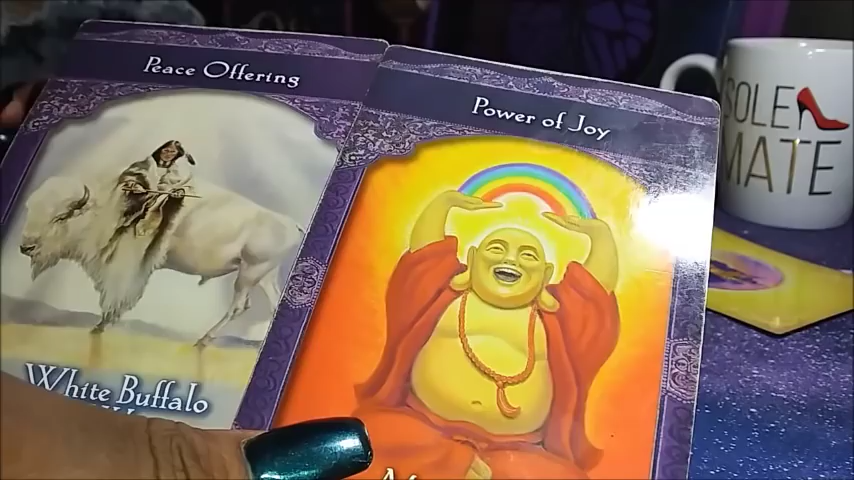 Peace Offering
Power of Joy
White Buffalo
SOLE
MATE